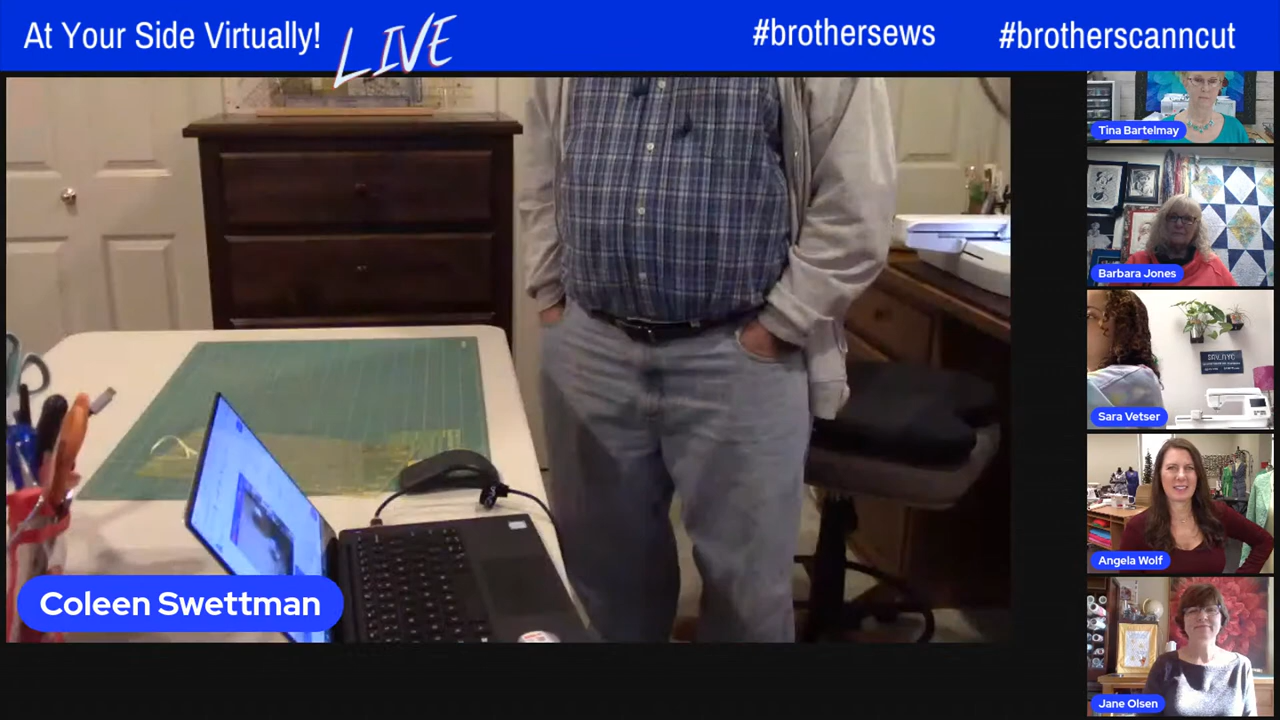 At Your Side Virtually!
LIVE
#brothersews
#brotherscanncut
Tina Bartelmay
Barbara Jones
Sara Vetser
Angela Wolf
Jane Olsen
Coleen Swettman